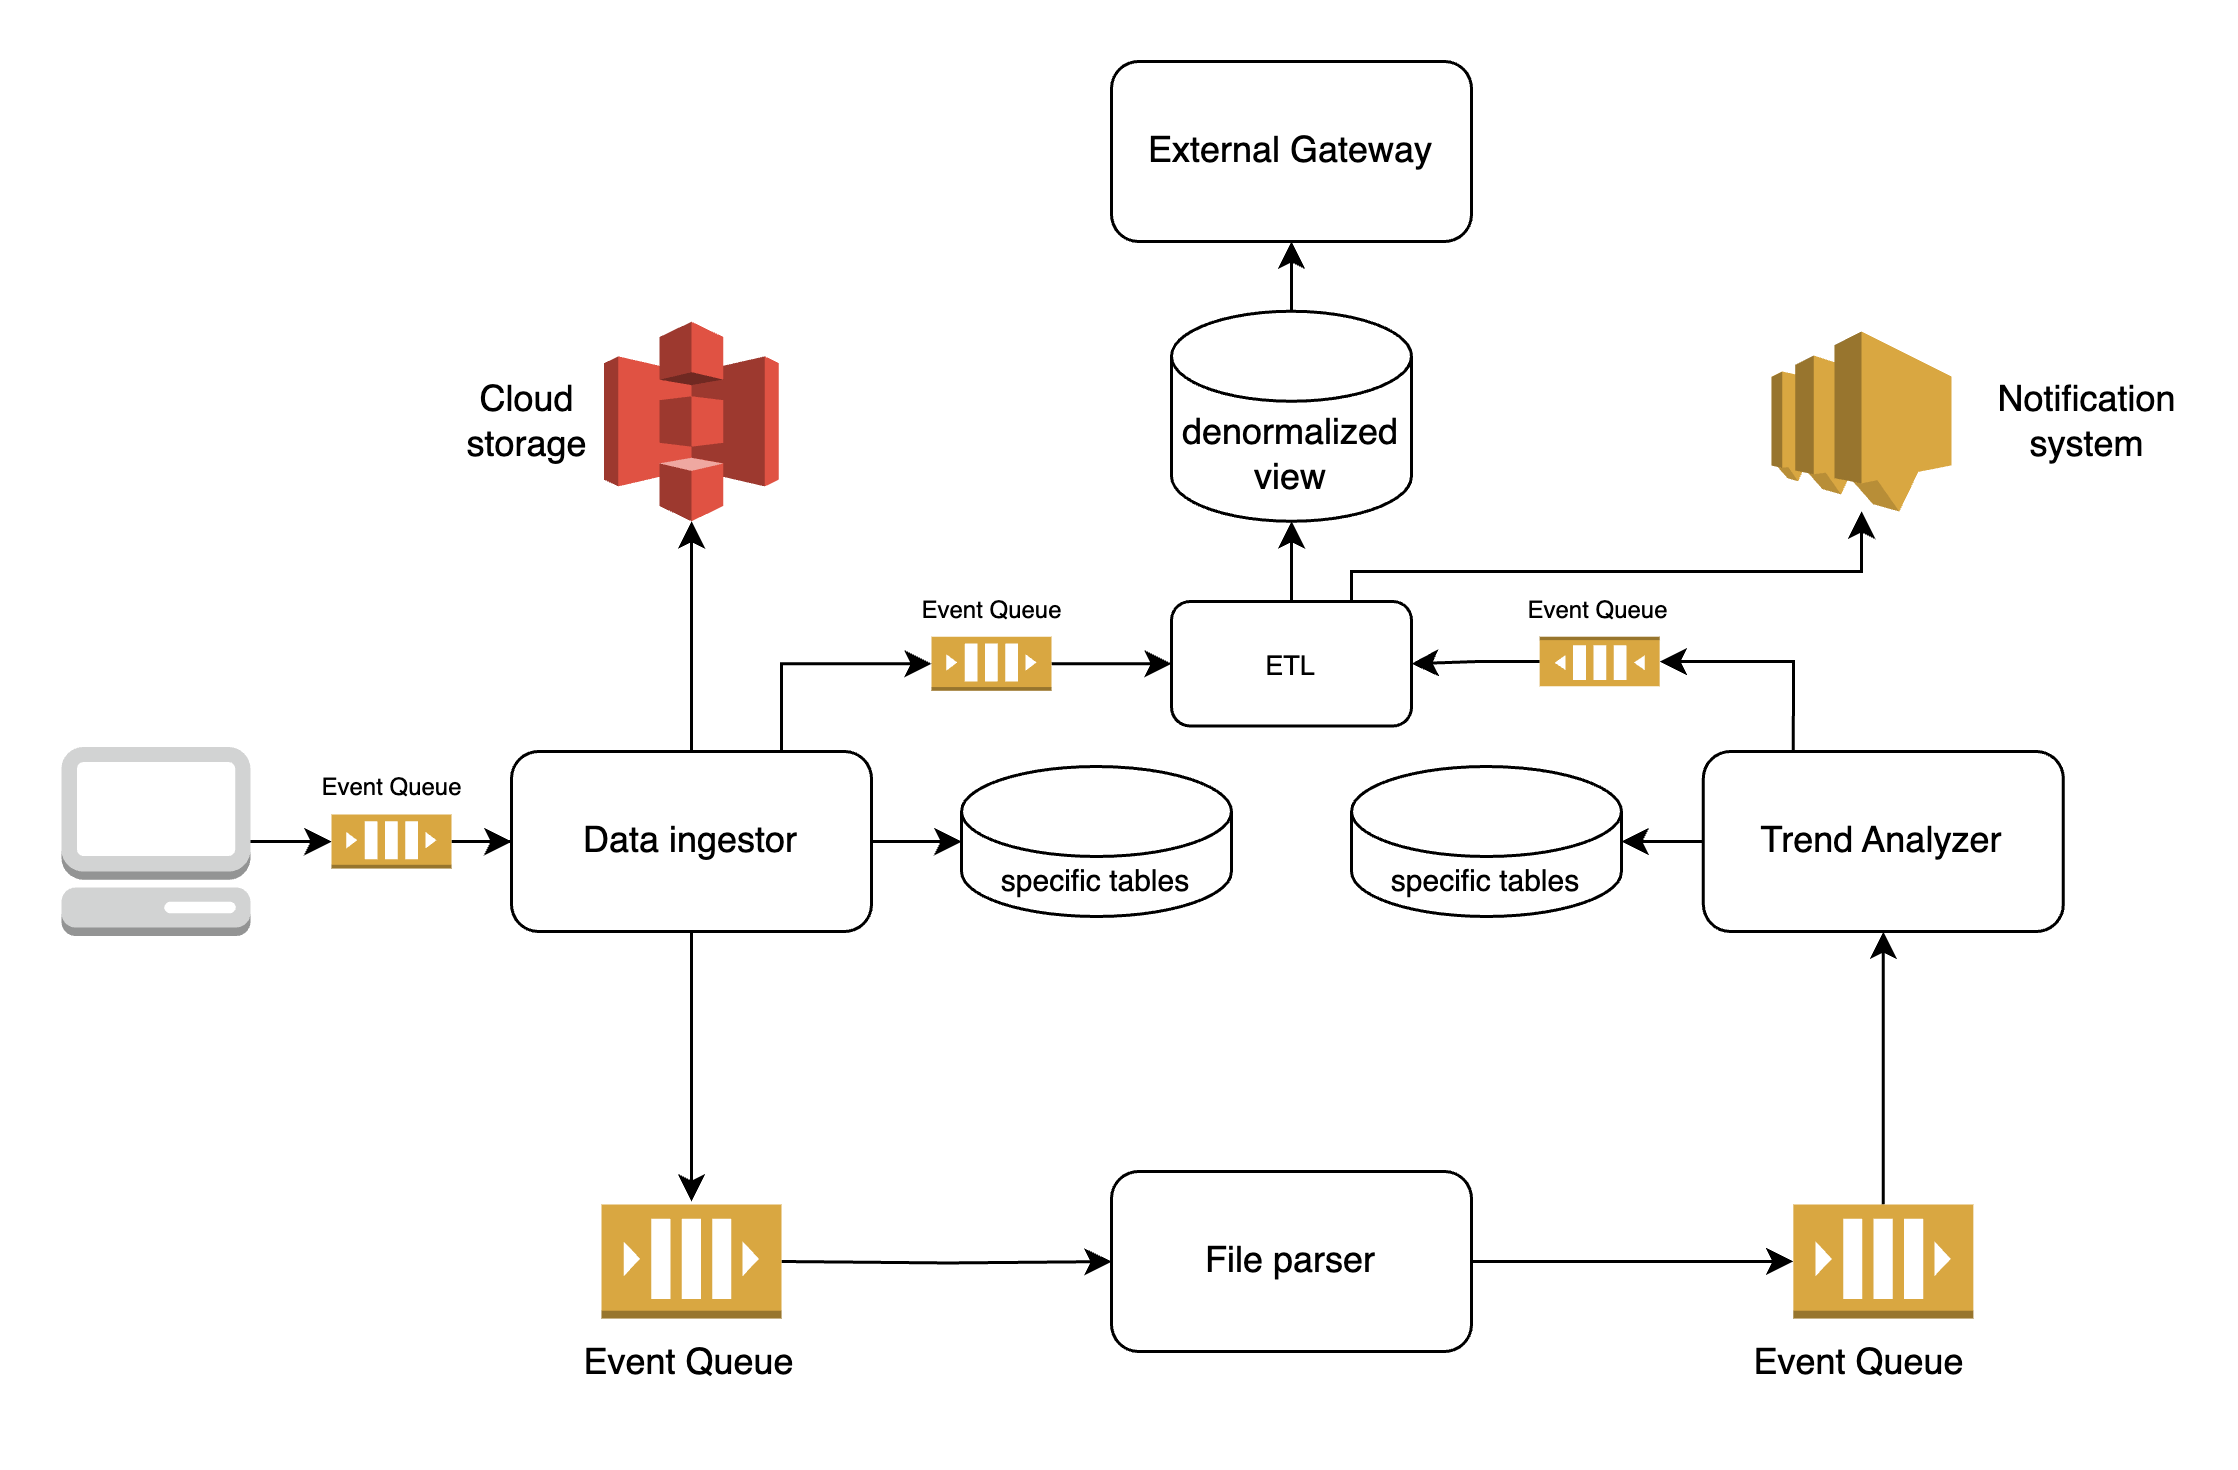 External Gateway
Cloud
storage
denormalized
view
Notification
system
Event Queue
ETL
Event Queue
Event Queue
Data ingestor
specific tables
specific tables
Trend Analyzer
File parser
Event Queue
Event Queue